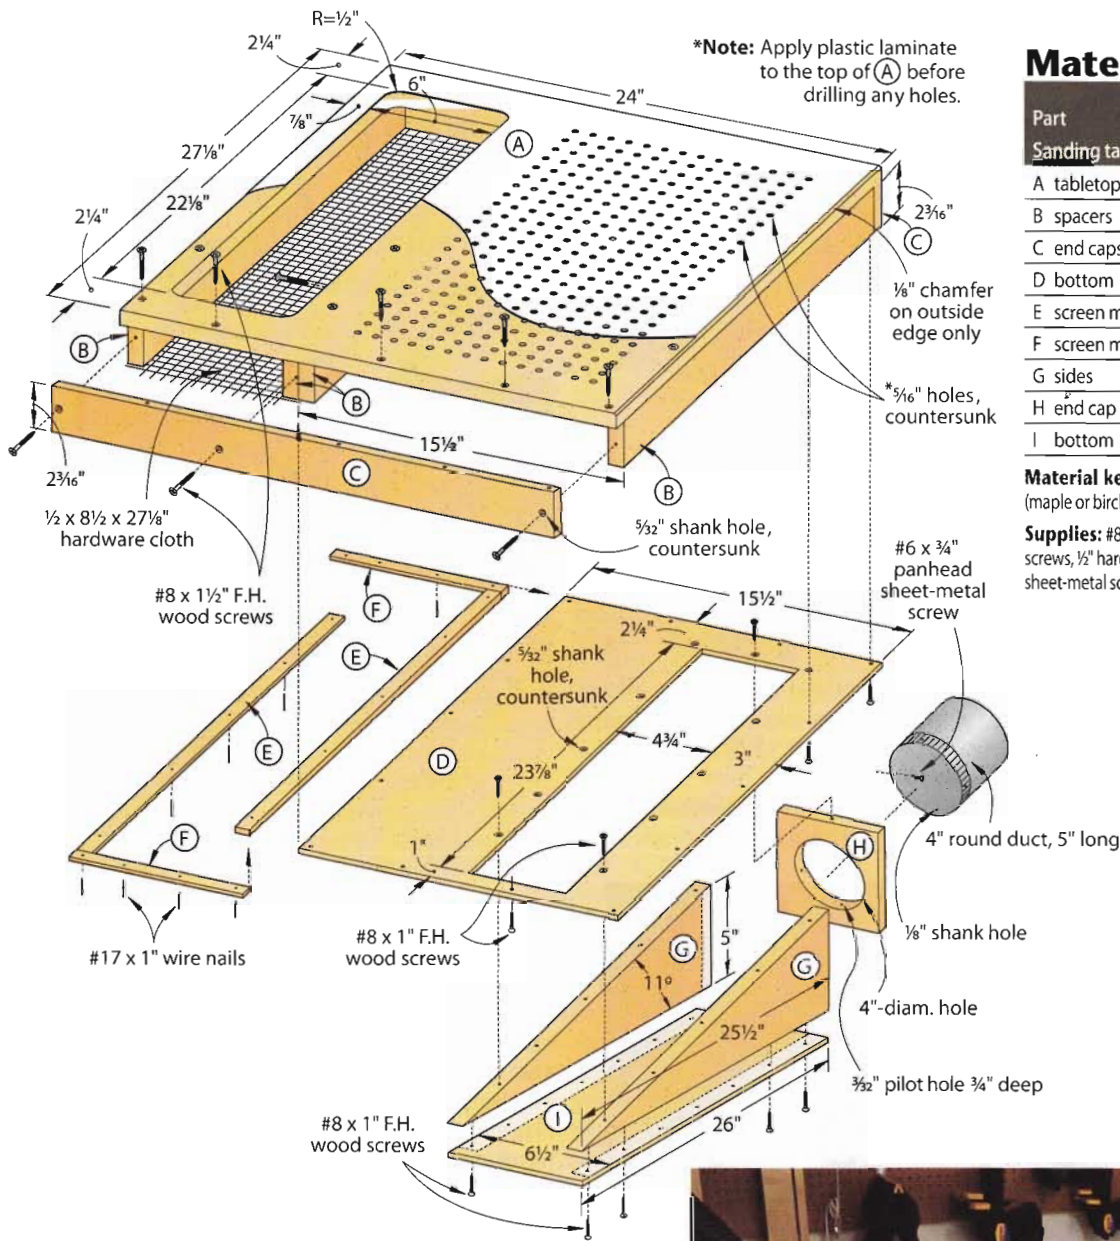 R=½"
2¼"
6"
⅞"
27⅛"
22⅛"
2¼"
24"
*Note: Apply plastic laminate
to the top of Ⓐ before
drilling any holes.
A
2³⁄₁₆"
C
⅛" chamfer
on outside
edge only
*⁵⁄₁₆" holes,
countersunk
B
B
B
15½"
C
2³⁄₁₆"
½ x 8½ x 27⅛"
hardware cloth
#8 x 1½" F.H.
wood screws
⁵⁄₃₂" shank hole,
countersunk
F
E
E
F
#17 x 1" wire nails
15½"
2¼"
⁵⁄₃₂" shank
hole,
countersunk
D
4¾"
3"
23⅞"
1"
#8 x 1" F.H.
wood screws
#6 x ¾"
panhead
sheet-metal
screw
4" round duct, 5" long
H
⅛" shank hole
4"-diam. hole
³⁄₃₂" pilot hole ¾" deep
G
5"
11º
G
25½"
I
26"
6½"
#8 x 1" F.H.
wood screws
Mate
Part
Sanding ta
A tabletop
B spacers
C end caps
D bottom
E screen m
F screen m
G sides
H end cap
I bottom
Material ke
(maple or birc
Supplies: #8
screws, ½" har
sheet-metal sc